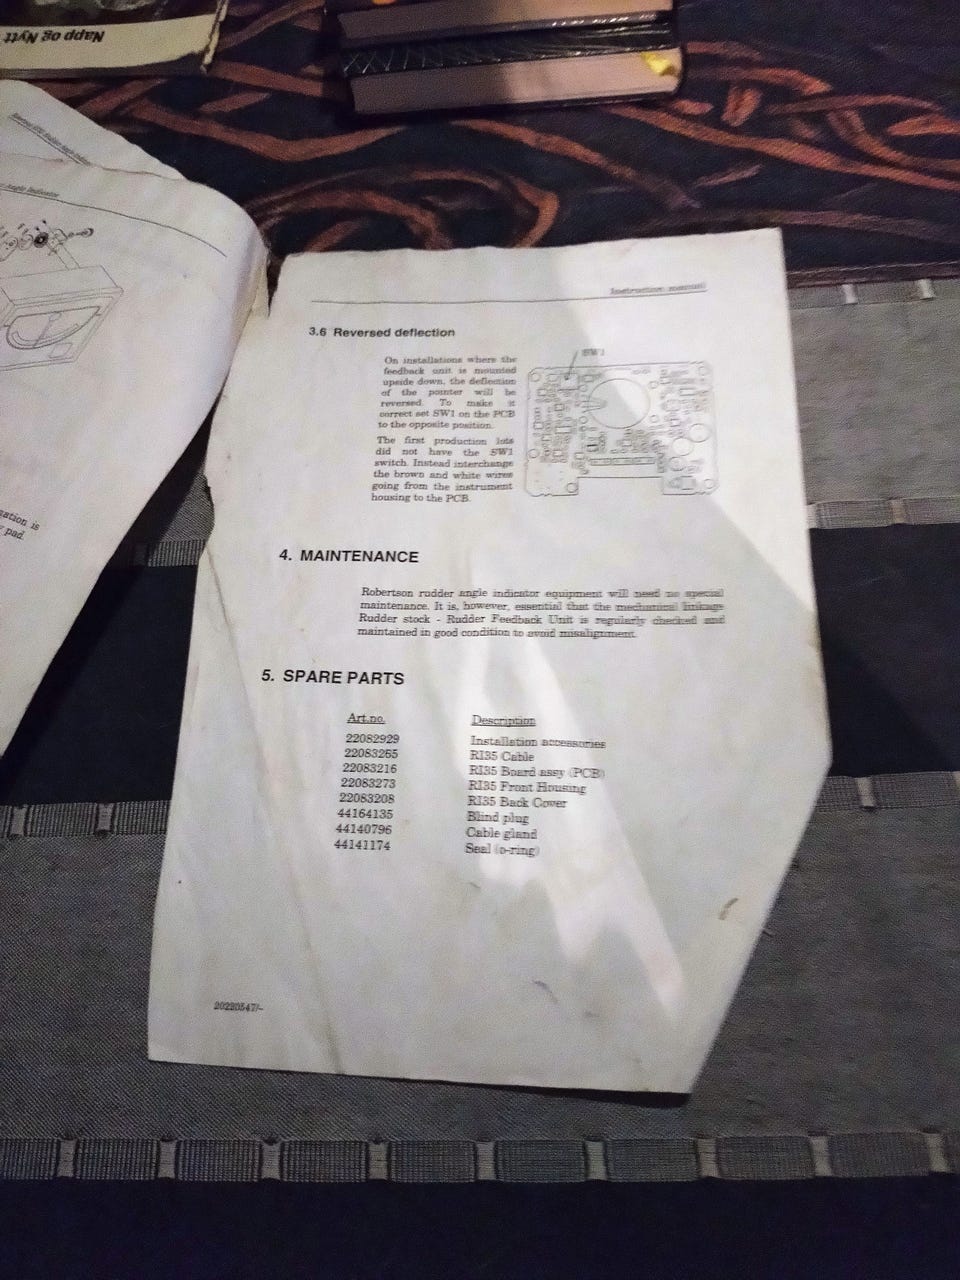 Napp og Nytt
Angle Indicator
ation is
pad.
Instruction manual
3.6 Reversed deflection
On installations where the
feedback unit is mounted
upside down, the deflection
of the pointer will be
reversed. To make it
correct set SW1 on the PCB
to the opposite position.
The first production lots
did not have the SW1
switch. Instead interchange
the brown and white wires
going from the instrument
housing to the PCB.
SW1
4. MAINTENANCE
Robertson rudder angle indicator equipment will need no special
maintenance. It is, however, essential that the mechanical linkage
Rudder stock - Rudder Feedback Unit is regularly checked and
maintained in good condition to avoid misalignment.
5. SPARE PARTS
Art.no. Description
22082929 Installation accessories
22083265 RI35 Cable
22083216 RI35 Board assy (PCB)
22083273 RI35 Front Housing
22083208 RI35 Back Cover
44164135 Blind plug
44140796 Cable gland
44141174 Seal (o-ring)
20220547/-